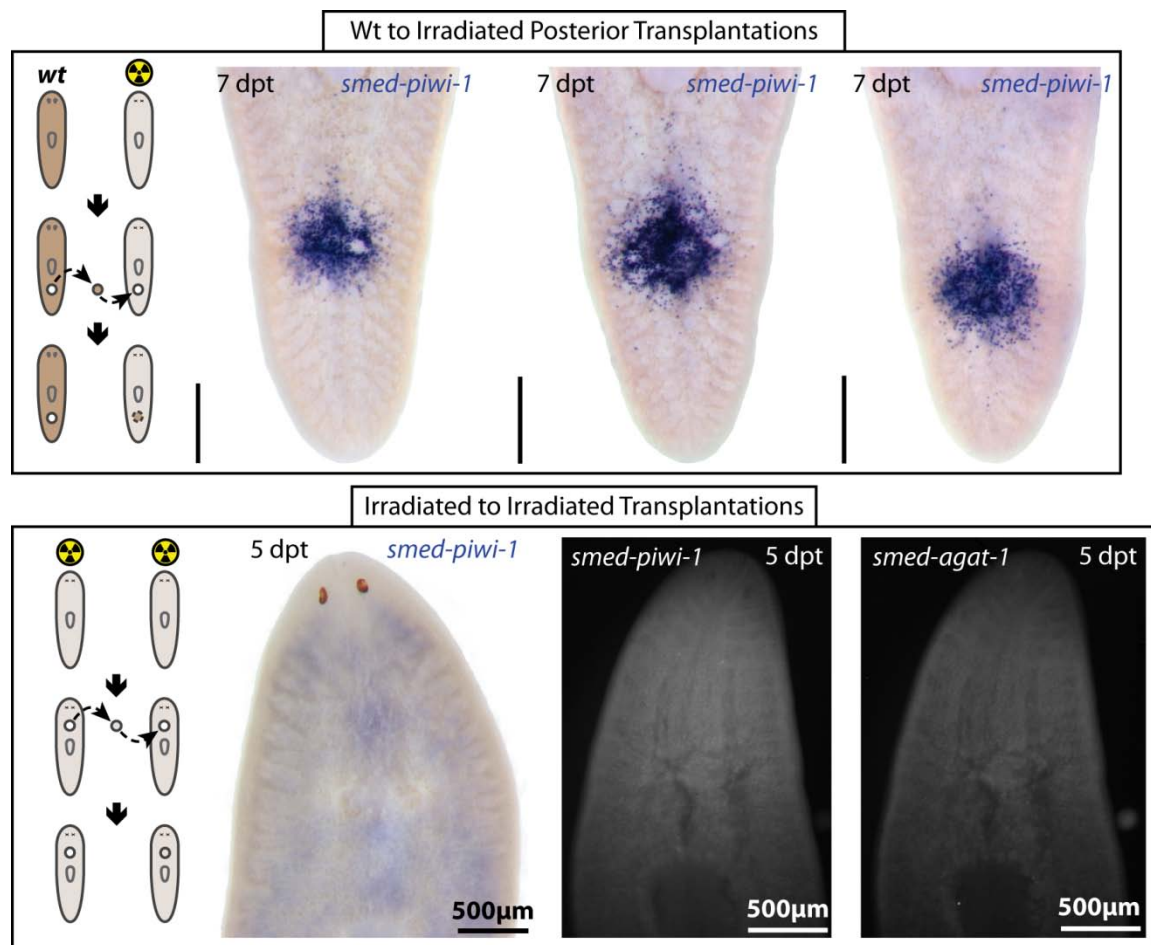 Wt to Irradiated Posterior Transplantations
wt
7 dpt smed-piwi-1
7 dpt smed-piwi-1
7 dpt smed-piwi-1
Irradiated to Irradiated Transplantations
5 dpt smed-piwi-1
500µm
smed-piwi-1 5 dpt
500µm
smed-agat-1 5 dpt
500µm